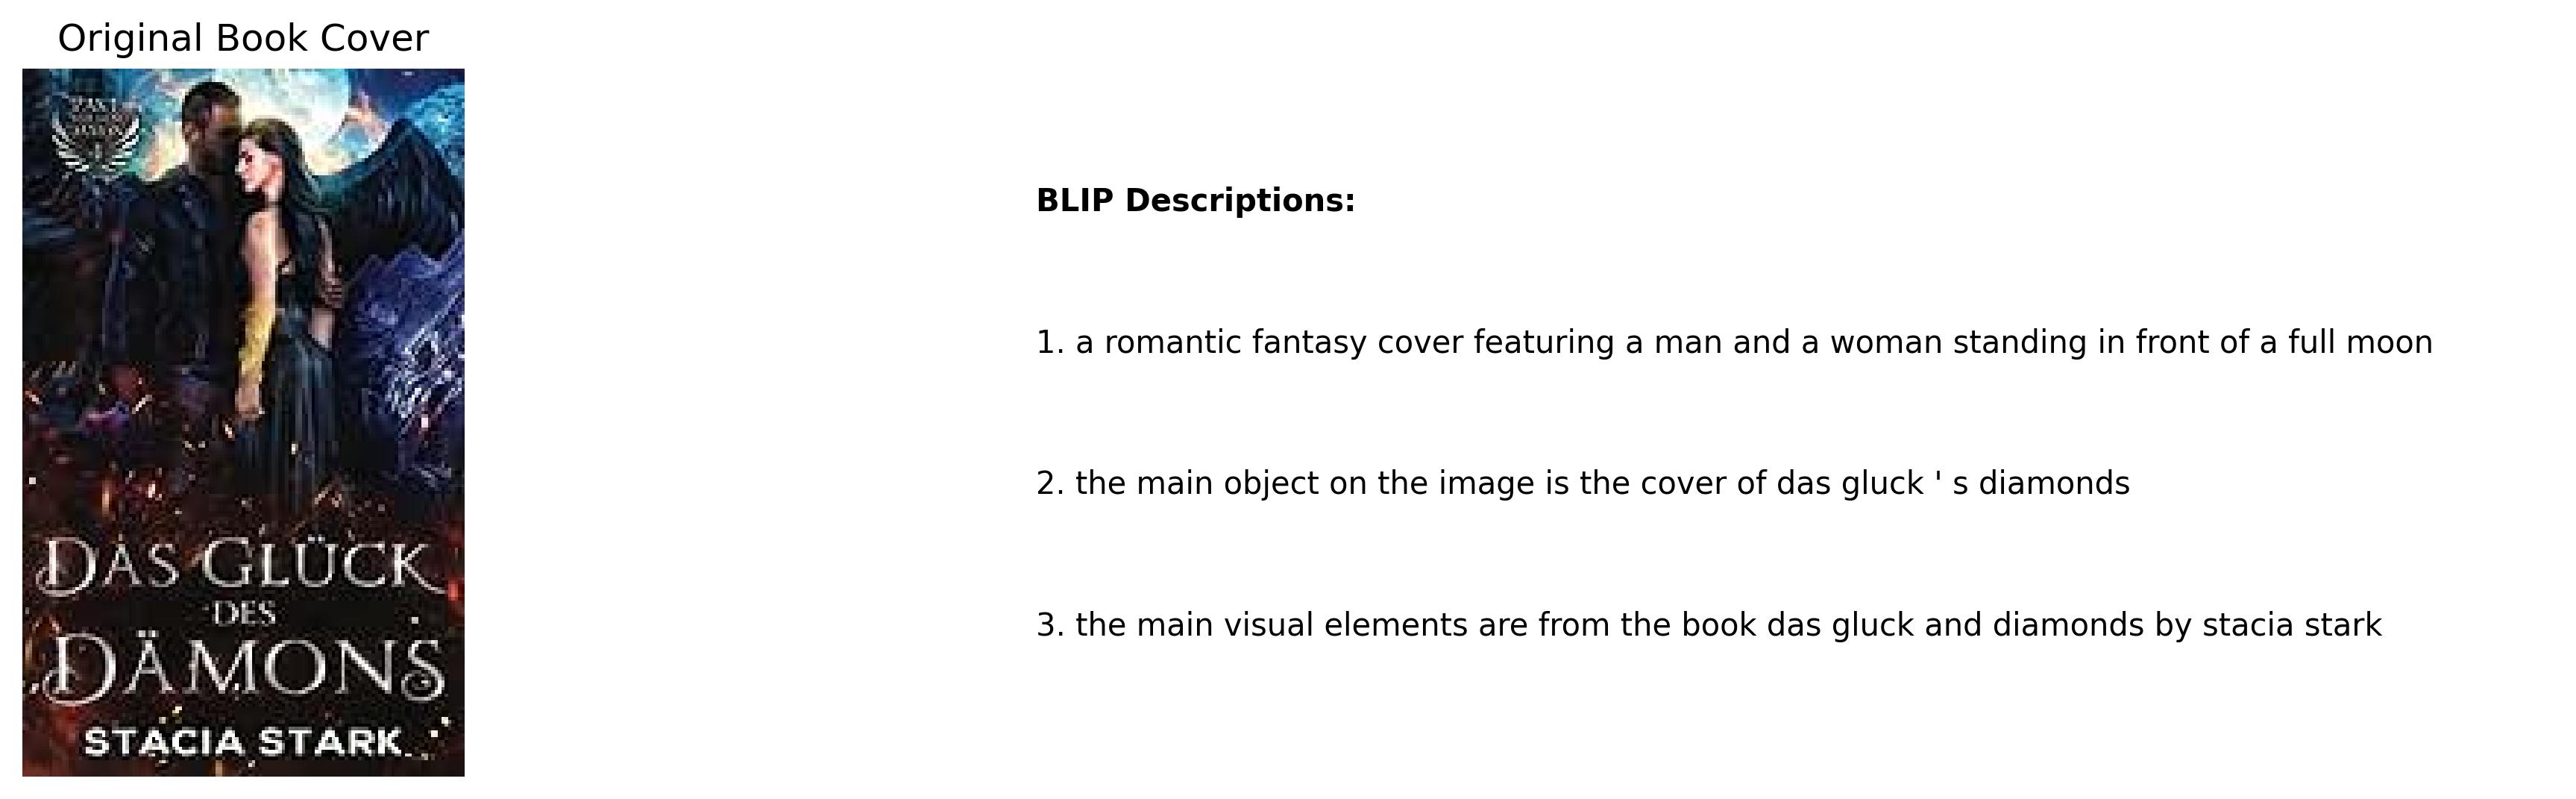 Original Book Cover
DAS GLÜCK
DES
DÄMONS
STACIA STARK
BLIP Descriptions:
1. a romantic fantasy cover featuring a man and a woman standing in front of a full moon
2. the main object on the image is the cover of das gluck ' s diamonds
3. the main visual elements are from the book das gluck and diamonds by stacia stark